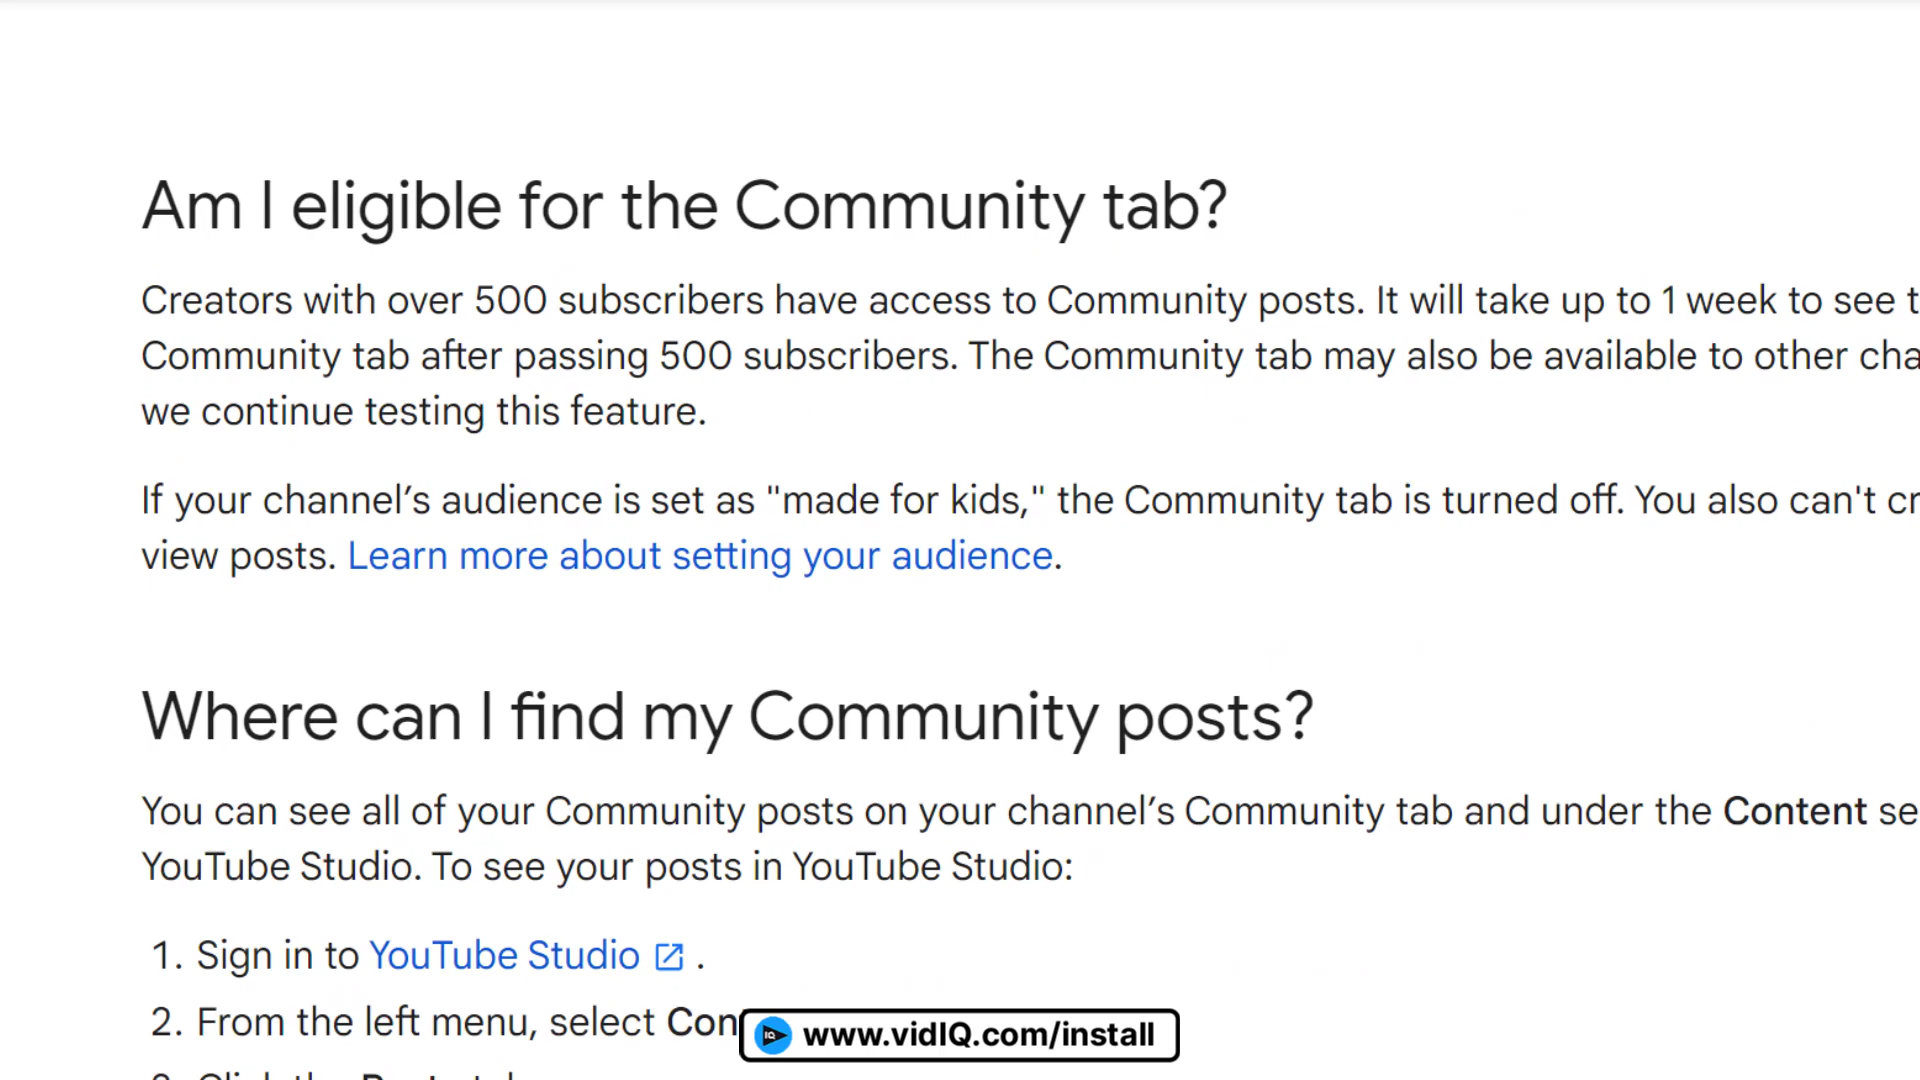 Am I eligible for the Community tab?
Creators with over 500 subscribers have access to Community posts. It will take up to 1 week to see t
Community tab after passing 500 subscribers. The Community tab may also be available to other cha
we continue testing this feature.
If your channel’s audience is set as "made for kids," the Community tab is turned off. You also can't cr
view posts. Learn more about setting your audience.
Where can I find my Community posts?
You can see all of your Community posts on your channel’s Community tab and under the Content se
YouTube Studio. To see your posts in YouTube Studio:
1. Sign in to YouTube Studio .
2. From the left menu, select Con
www.vidIQ.com/install